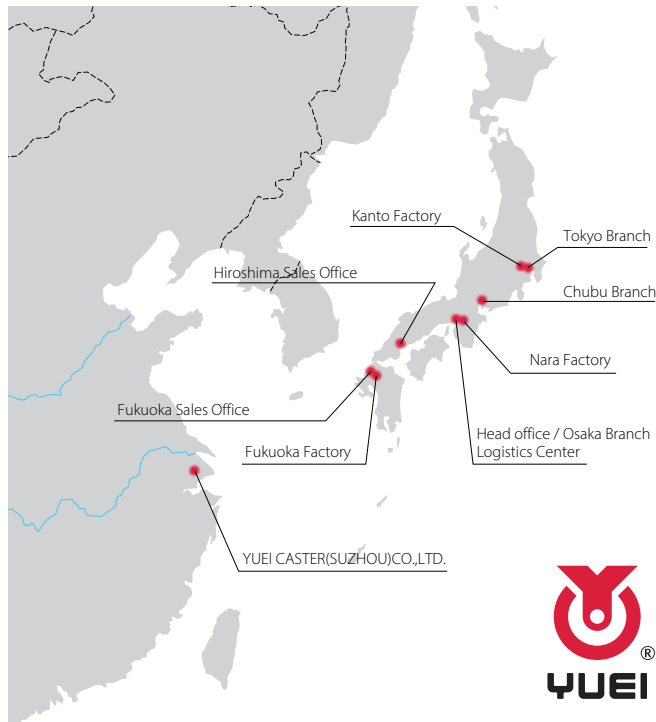 Kanto Factory
Tokyo Branch
Hiroshima Sales Office
Chubu Branch
Nara Factory
Fukuoka Sales Office
Head office / Osaka Branch
Logistics Center
Fukuoka Factory
YUEI CASTER(SUZHOU)CO.,LTD.
®
YUEI